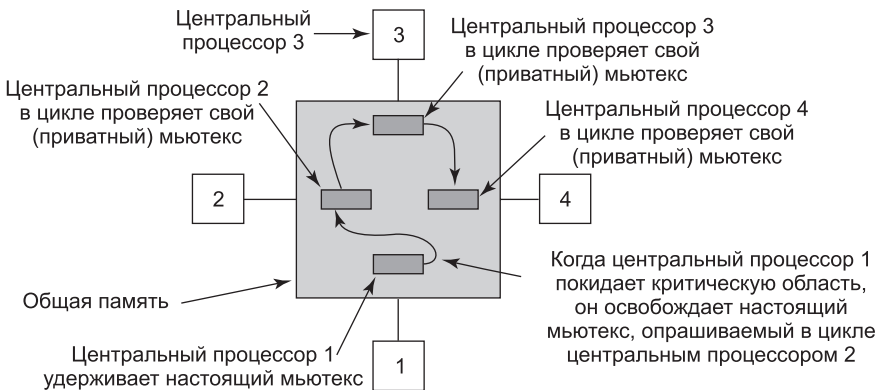 Центральный
процессор 3
3
Центральный процессор 3
в цикле проверяет свой
(приватный) мьютекс
Центральный процессор 2
в цикле проверяет свой
(приватный) мьютекс
Центральный процессор 4
в цикле проверяет свой
(приватный) мьютекс
2
4
Общая память
Когда центральный процессор 1
покидает критическую область,
он освобождает настоящий
мьютекс, опрашиваемый в цикле
центральным процессором 2
Центральный процессор 1
удерживает настоящий мьютекс
1